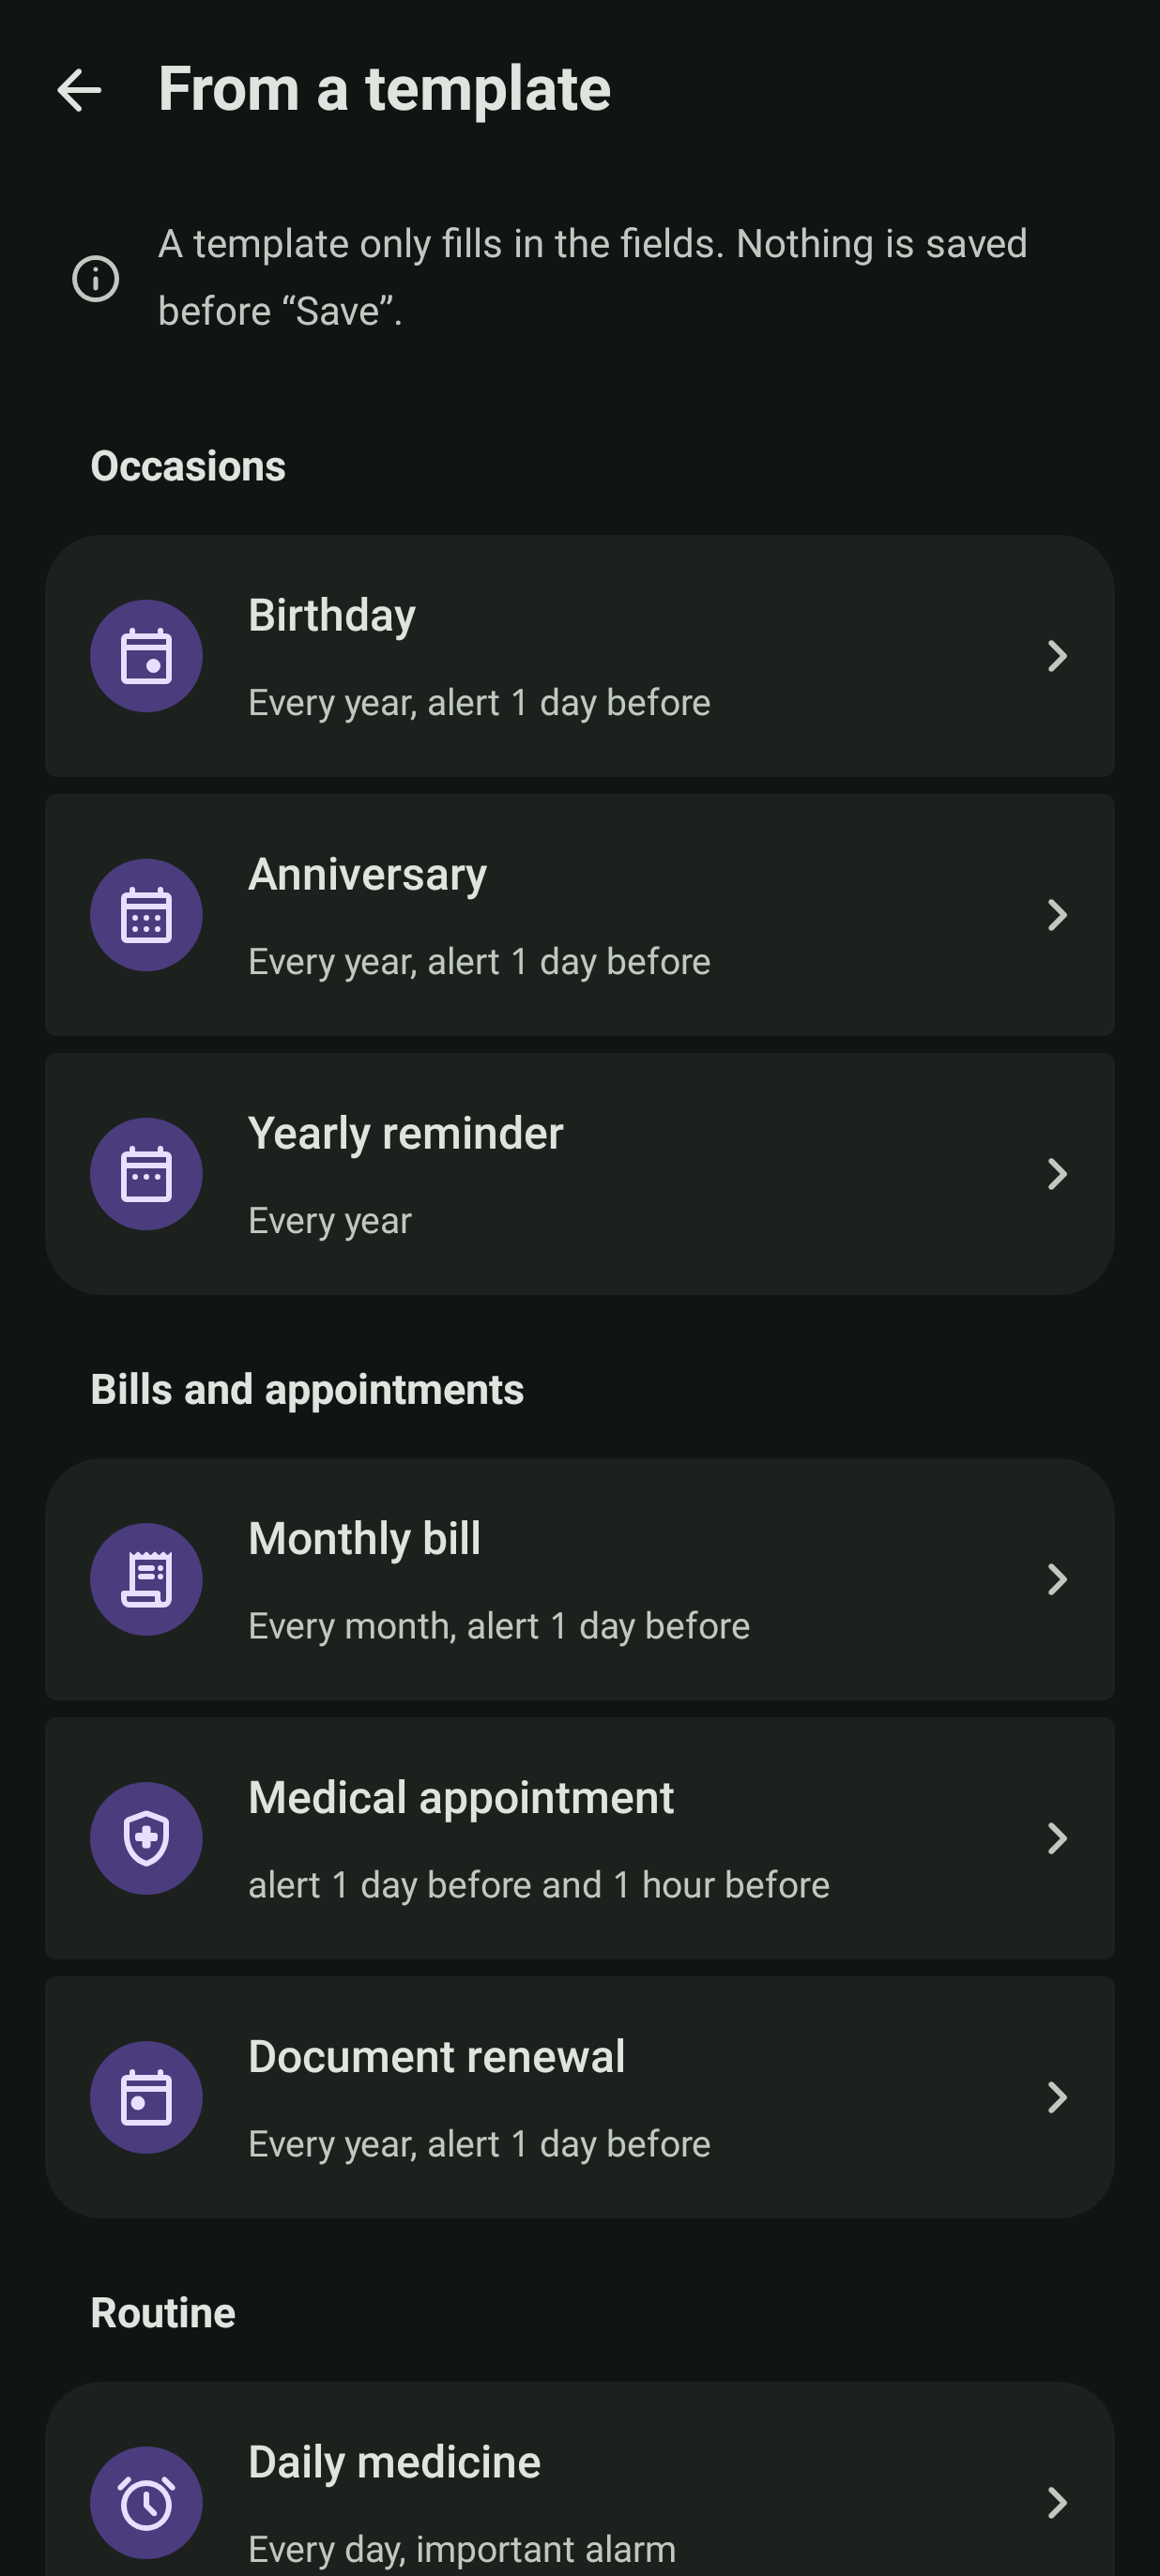 From a template
A template only fills in the fields. Nothing is saved
before “Save”.
Occasions
Birthday
Every year, alert 1 day before
Anniversary
Every year, alert 1 day before
Yearly reminder
Every year
Bills and appointments
Monthly bill
Every month, alert 1 day before
Medical appointment
alert 1 day before and 1 hour before
Document renewal
Every year, alert 1 day before
Routine
Daily medicine
Every day, important alarm